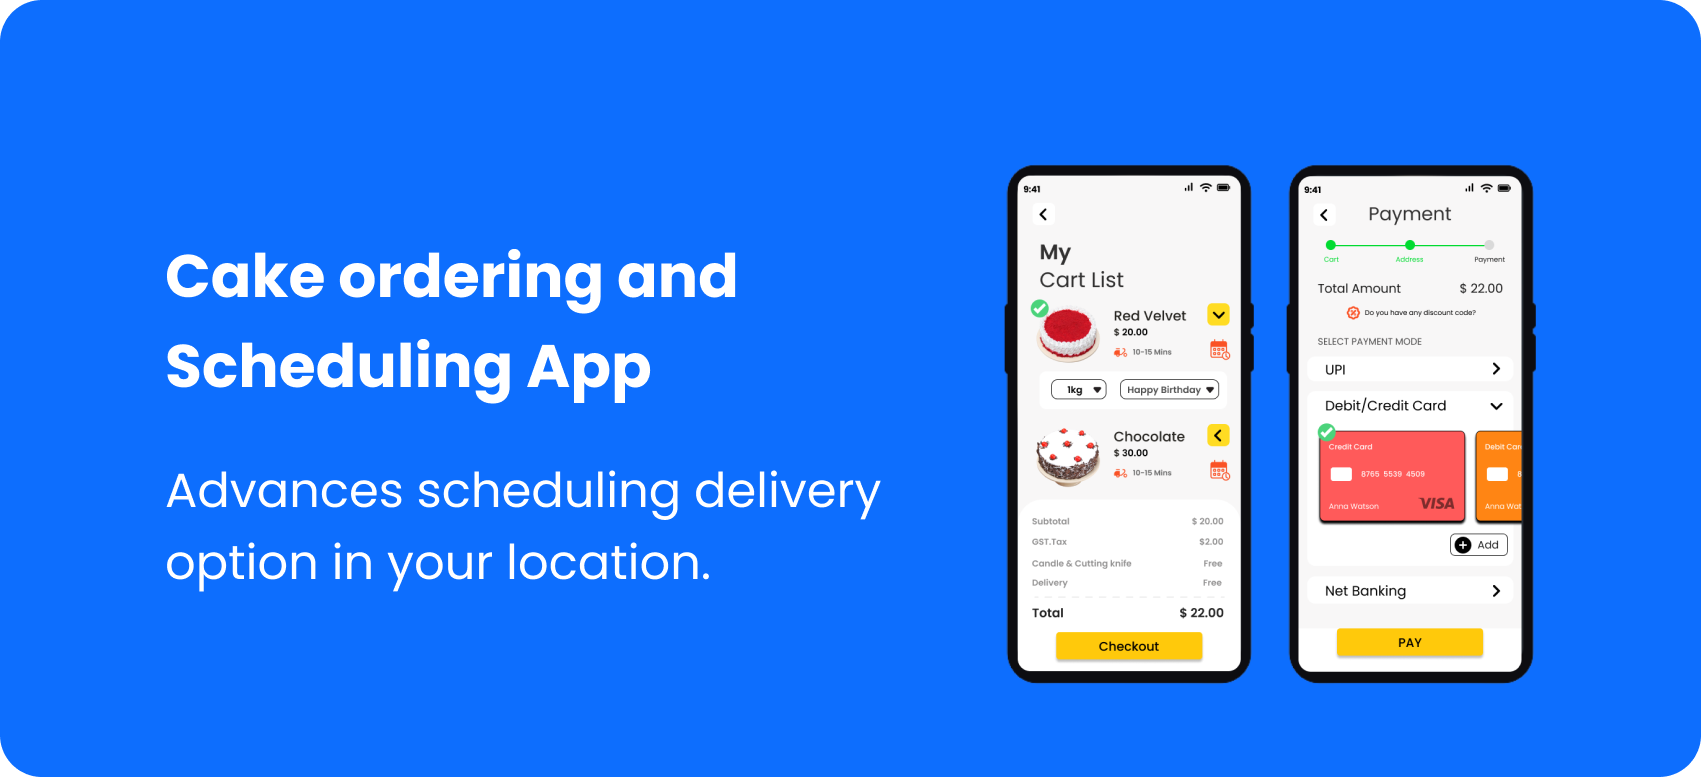 Cake ordering and
Scheduling App
Advances scheduling delivery
option in your location.
9:41
My
Cart List
Red Velvet
$ 20.00
10-15 Mins
1kg
Happy Birthday
Chocolate
$ 30.00
10-15 Mins
Subtotal $ 20.00
GST.Tax $2.00
Candle & Cutting knife Free
Delivery Free
Total $ 22.00
Checkout
9:41
Payment
Cart Address Payment
Total Amount $ 22.00
Do you have any discount code?
SELECT PAYMENT MODE
UPI
Debit/Credit Card
Credit Card
8765 5539 4509
Anna Watson VISA
Debit Car
8
Anna Wat
Add
Net Banking
PAY